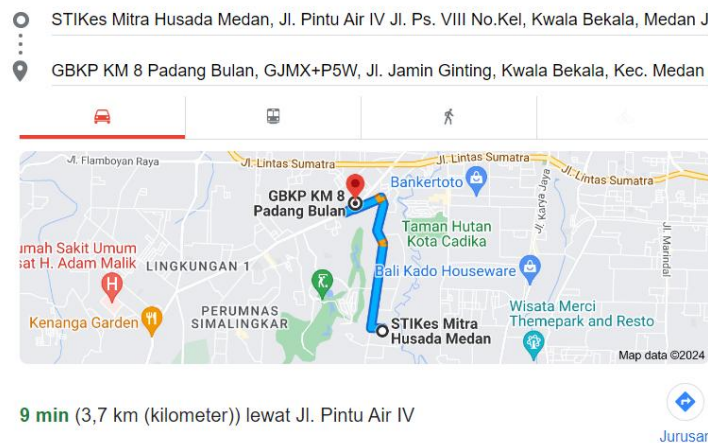 STIKes Mitra Husada Medan, Jl. Pintu Air IV Jl. Ps. VIII No.Kel, Kwala Bekala, Medan J
GBKP KM 8 Padang Bulan, GJMX+P5W, Jl. Jamin Ginting, Kwala Bekala, Kec. Medan
Jl. Flamboyan Raya
Jl. Lintas Sumatra
Jl. Lintas Sumatra
Jl. Lintas Sumatra
GBKP KM 8
Padang Bulan
Bankertoto
Jl. Karya Jaya
Taman Hutan
Kota Cadika
Jl. Marindal
umah Sakit Umum
sat H. Adam Malik
LINGKUNGAN 1
Bali Kado Houseware
H
Kenanga Garden
PERUMNAS
SIMALINGKAR
STIKes Mitra
Husada Medan
Wisata Merci
Themepark and Resto
Map data ©2024
9 min (3,7 km (kilometer)) lewat Jl. Pintu Air IV
Jurusan